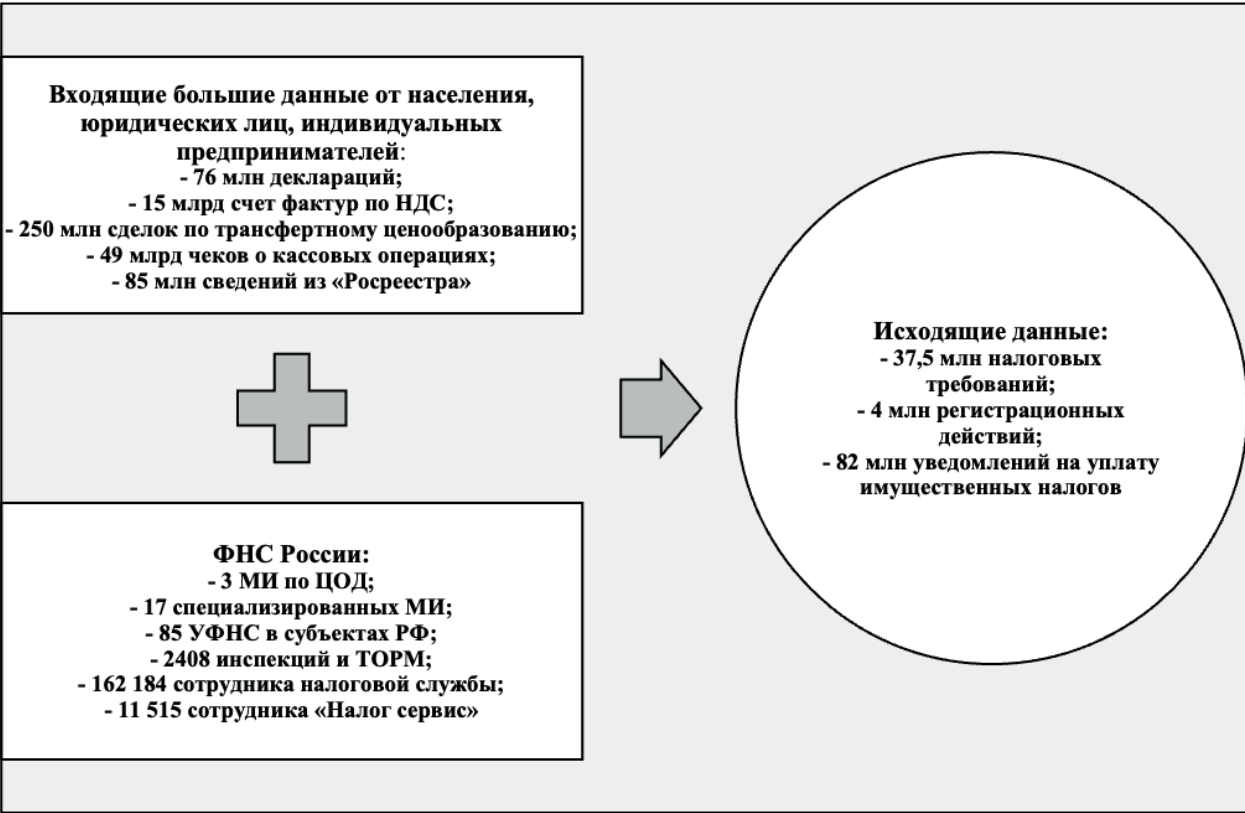 Входящие большие данные от населения,
юридических лиц, индивидуальных
предпринимателей:
- 76 млн деклараций;
- 15 млрд счет фактур по НДС;
- 250 млн сделок по трансфертному ценообразованию;
- 49 млрд чеков о кассовых операциях;
- 85 млн сведений из «Росреестра»
ФНС России:
- 3 МИ по ЦОД;
- 17 специализированных МИ;
- 85 УФНС в субъектах РФ;
- 2408 инспекций и ТОРМ;
- 162 184 сотрудника налоговой службы;
- 11 515 сотрудника «Налог сервис»
Исходящие данные:
- 37,5 млн налоговых
требований;
- 4 млн регистрационных
действий;
- 82 млн уведомлений на уплату
имущественных налогов